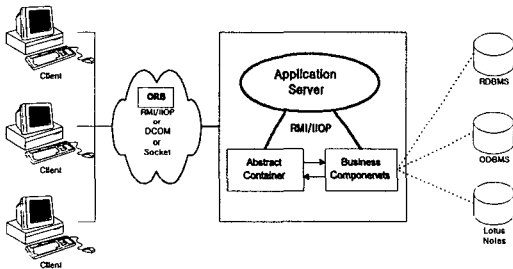 Client
Client
Client
ORB
RMI/IIOP
or
DCOM
or
Socket
Application
Server
RMI/IIOP
Abstract
Container
Business
Componenets
RDBMS
ODBMS
Lotus
Notes